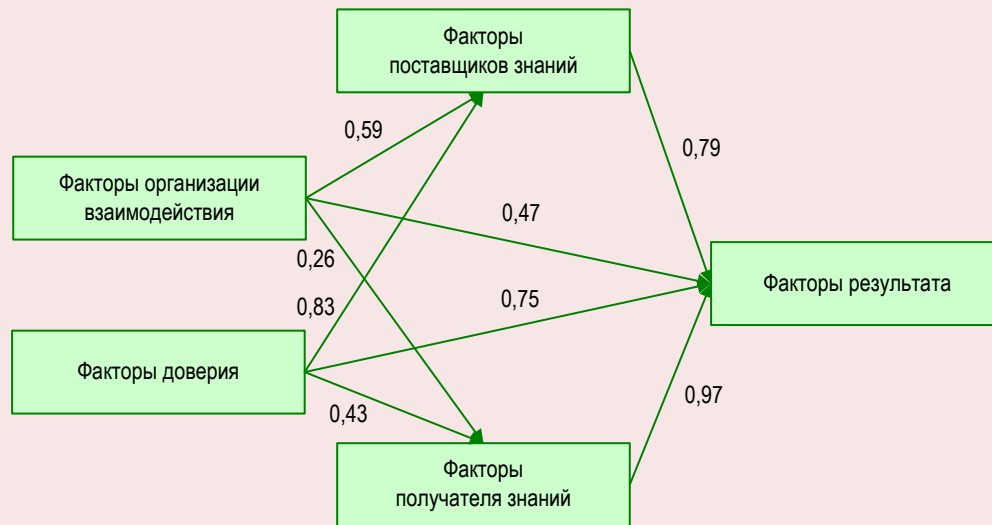 Факторы
поставщиков знаний
0,59
0,79
Факторы организации
взаимодействия
0,47
0,26
Факторы результата
0,83
0,75
Факторы доверия
0,43
0,97
Факторы
получателя знаний